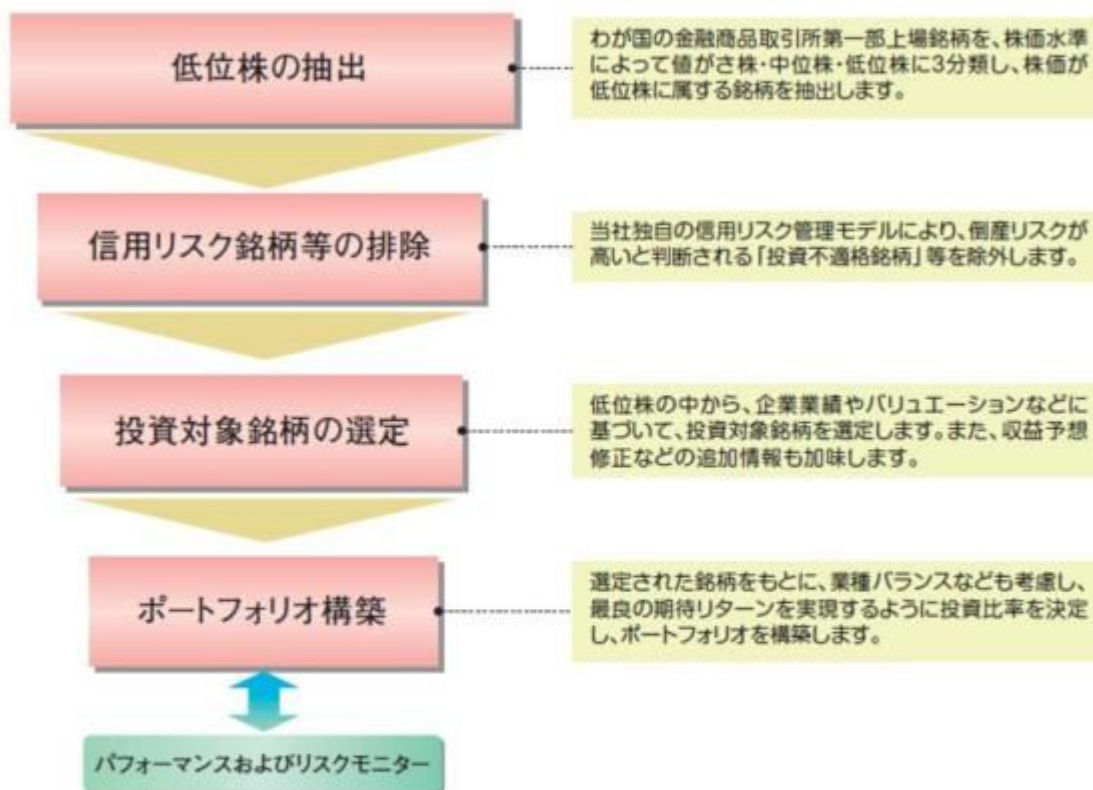 低位株の抽出
わが国の金融商品取引所第一部上場銘柄を、株価水準
によって値がさ株・中位株・低位株に3分類し、株価が
低位株に属する銘柄を抽出します。
信用リスク銘柄等の排除
当社独自の信用リスク管理モデルにより、倒産リスクが
高いと判断される「投資不適格銘柄」等を除外します。
投資対象銘柄の選定
低位株の中から、企業業績やバリュエーションなどに
基づいて、投資対象銘柄を選定します。また、収益予想
修正などの追加情報も加味します。
ポートフォリオ構築
選定された銘柄をもとに、業種バランスなども考慮し、
最良の期待リターンを実現するように投資比率を決定
し、ポートフォリオを構築します。
パフォーマンスおよびリスクモニター